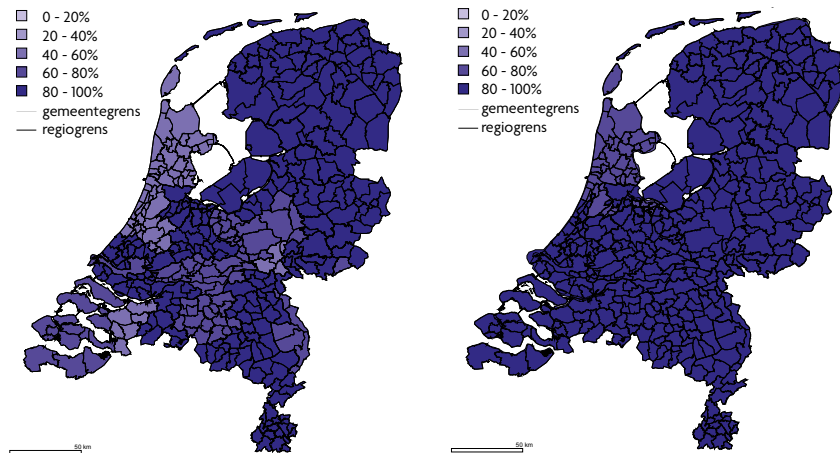 0 - 20%
20 - 40%
40 - 60%
60 - 80%
80 - 100%
gemeentegrens
regiogrens
50 km
0 - 20%
20 - 40%
40 - 60%
60 - 80%
80 - 100%
gemeentegrens
regiogrens
50 km